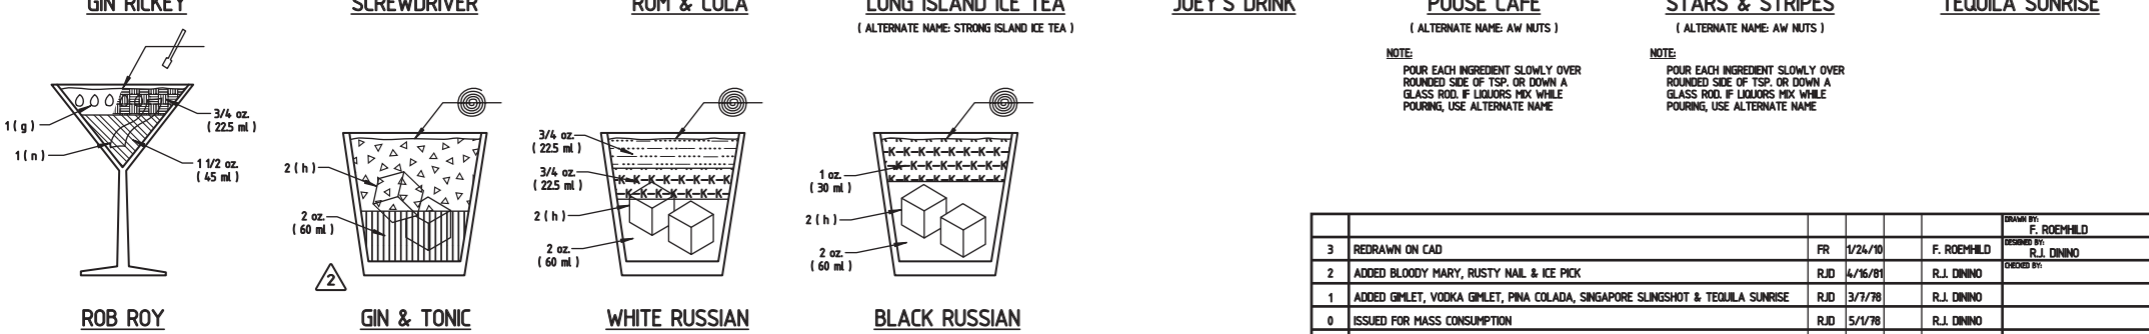 GIN RICKEY
SCREWDRIVER
RUM & COLA
LONG ISLAND ICE TEA
( ALTERNATE NAME: STRONG ISLAND ICE TEA )
JOEY'S DRINK
POUSE CAFE
( ALTERNATE NAME: AW NUTS )
NOTE:
POUR EACH INGREDIENT SLOWLY OVER
ROUNDED SIDE OF TSP. OR DOWN A
GLASS ROD. IF LIQUORS MIX WHILE
POURING, USE ALTERNATE NAME
STARS & STRIPES
( ALTERNATE NAME: AW NUTS )
NOTE:
POUR EACH INGREDIENT SLOWLY OVER
ROUNDED SIDE OF TSP. OR DOWN A
GLASS ROD. IF LIQUORS MIX WHILE
POURING, USE ALTERNATE NAME
TEQUILA SUNRISE
1 ( g )
1 ( n )
3/4 oz.
( 22.5 ml )
1 1/2 oz.
( 45 ml )
ROB ROY
2 ( h )
2 oz.
( 60 ml )
2
GIN & TONIC
3/4 oz.
( 22.5 ml )
3/4 oz.
( 22.5 ml )
K-K-K-K-K-K
K-K-K-K-K-K
2 ( h )
2 oz.
( 60 ml )
WHITE RUSSIAN
K-K-K-K-K-K-K
K-K-K-K-K-K
K-K-K-K-K-K
1 oz.
( 30 ml )
2 ( h )
2 oz.
( 60 ml )
BLACK RUSSIAN
DRAWN BY:
F. ROEMHILD
3 REDRAWN ON CAD FR 1/24/10 F. ROEMHILD
DESIGNED BY:
R.J. DININO
2 ADDED BLOODY MARY, RUSTY NAIL & ICE PICK RJD 4/16/81 R.J. DININO
CHECKED BY:
1 ADDED GIMLET, VODKA GIMLET, PINA COLADA, SINGAPORE SLINGSHOT & TEQUILA SUNRISE RJD 3/7/78 R.J. DININO
0 ISSUED FOR MASS CONSUMPTION RJD 5/1/78 R.J. DININO